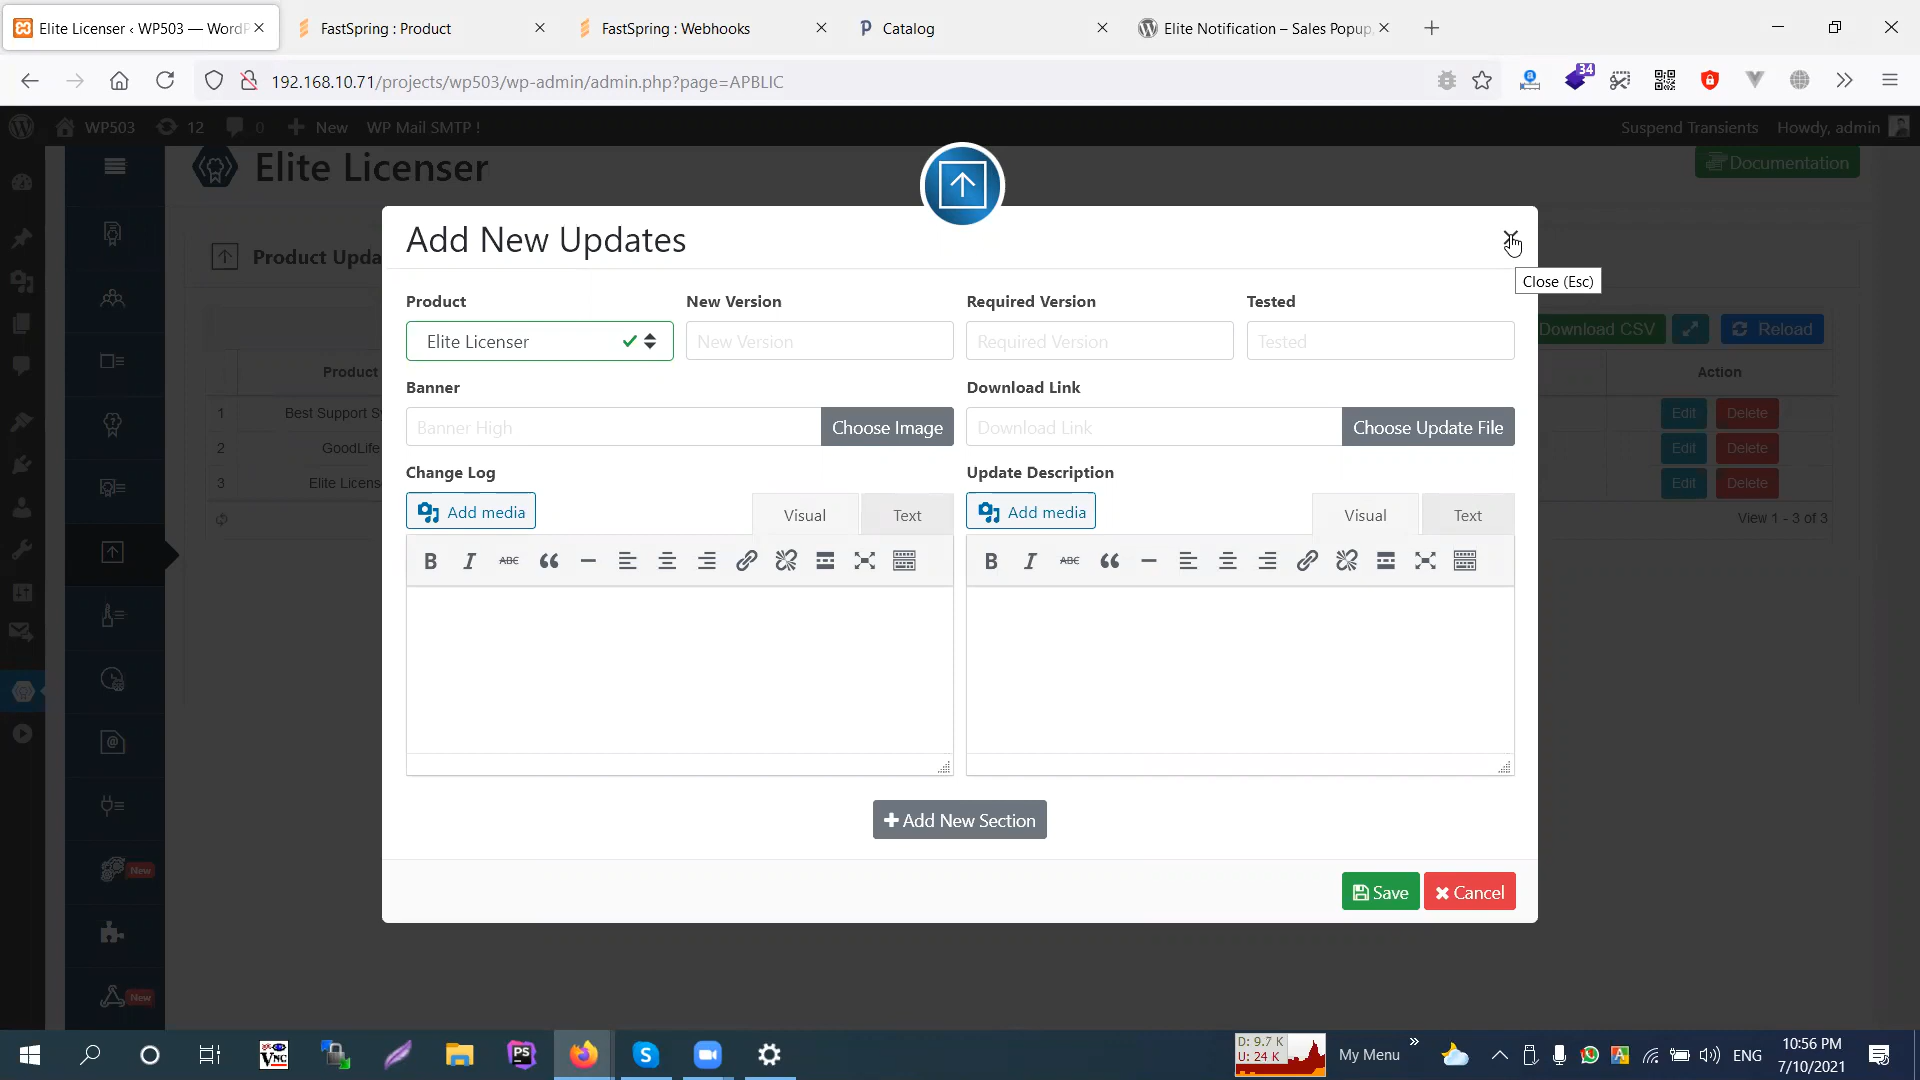 Elite Licenser ‹ WP503 — WordP
FastSpring : Product
FastSpring : Webhooks
Catalog
Elite Notification – Sales Popup,
192.168.10.71/projects/wp503/wp-admin/admin.php?page=APBLIC
34
WP503
12
0
New
WP Mail SMTP !
Suspend Transients
Howdy, admin
Elite Licenser
Documentation
Add New Updates
Product Upda
Close (Esc)
Product
New Version
Required Version
Tested
Elite Licenser
New Version
Required Version
Tested
Download CSV
Reload
Product
Action
Banner
Download Link
1
Best Support Sy
Banner High
Choose Image
Download Link
Choose Update File
Edit
Delete
2
GoodLife
Edit
Delete
3
Elite Licens
Change Log
Update Description
Edit
Delete
Add media
Visual
Text
Add media
Visual
Text
View 1 - 3 of 3
B
I
ABC
B
I
ABC
Add New Section
New
Save
Cancel
New
VNC
PS
S
D: 9.7 K
U: 24 K
My Menu
ENG
10:56 PM
7/10/2021